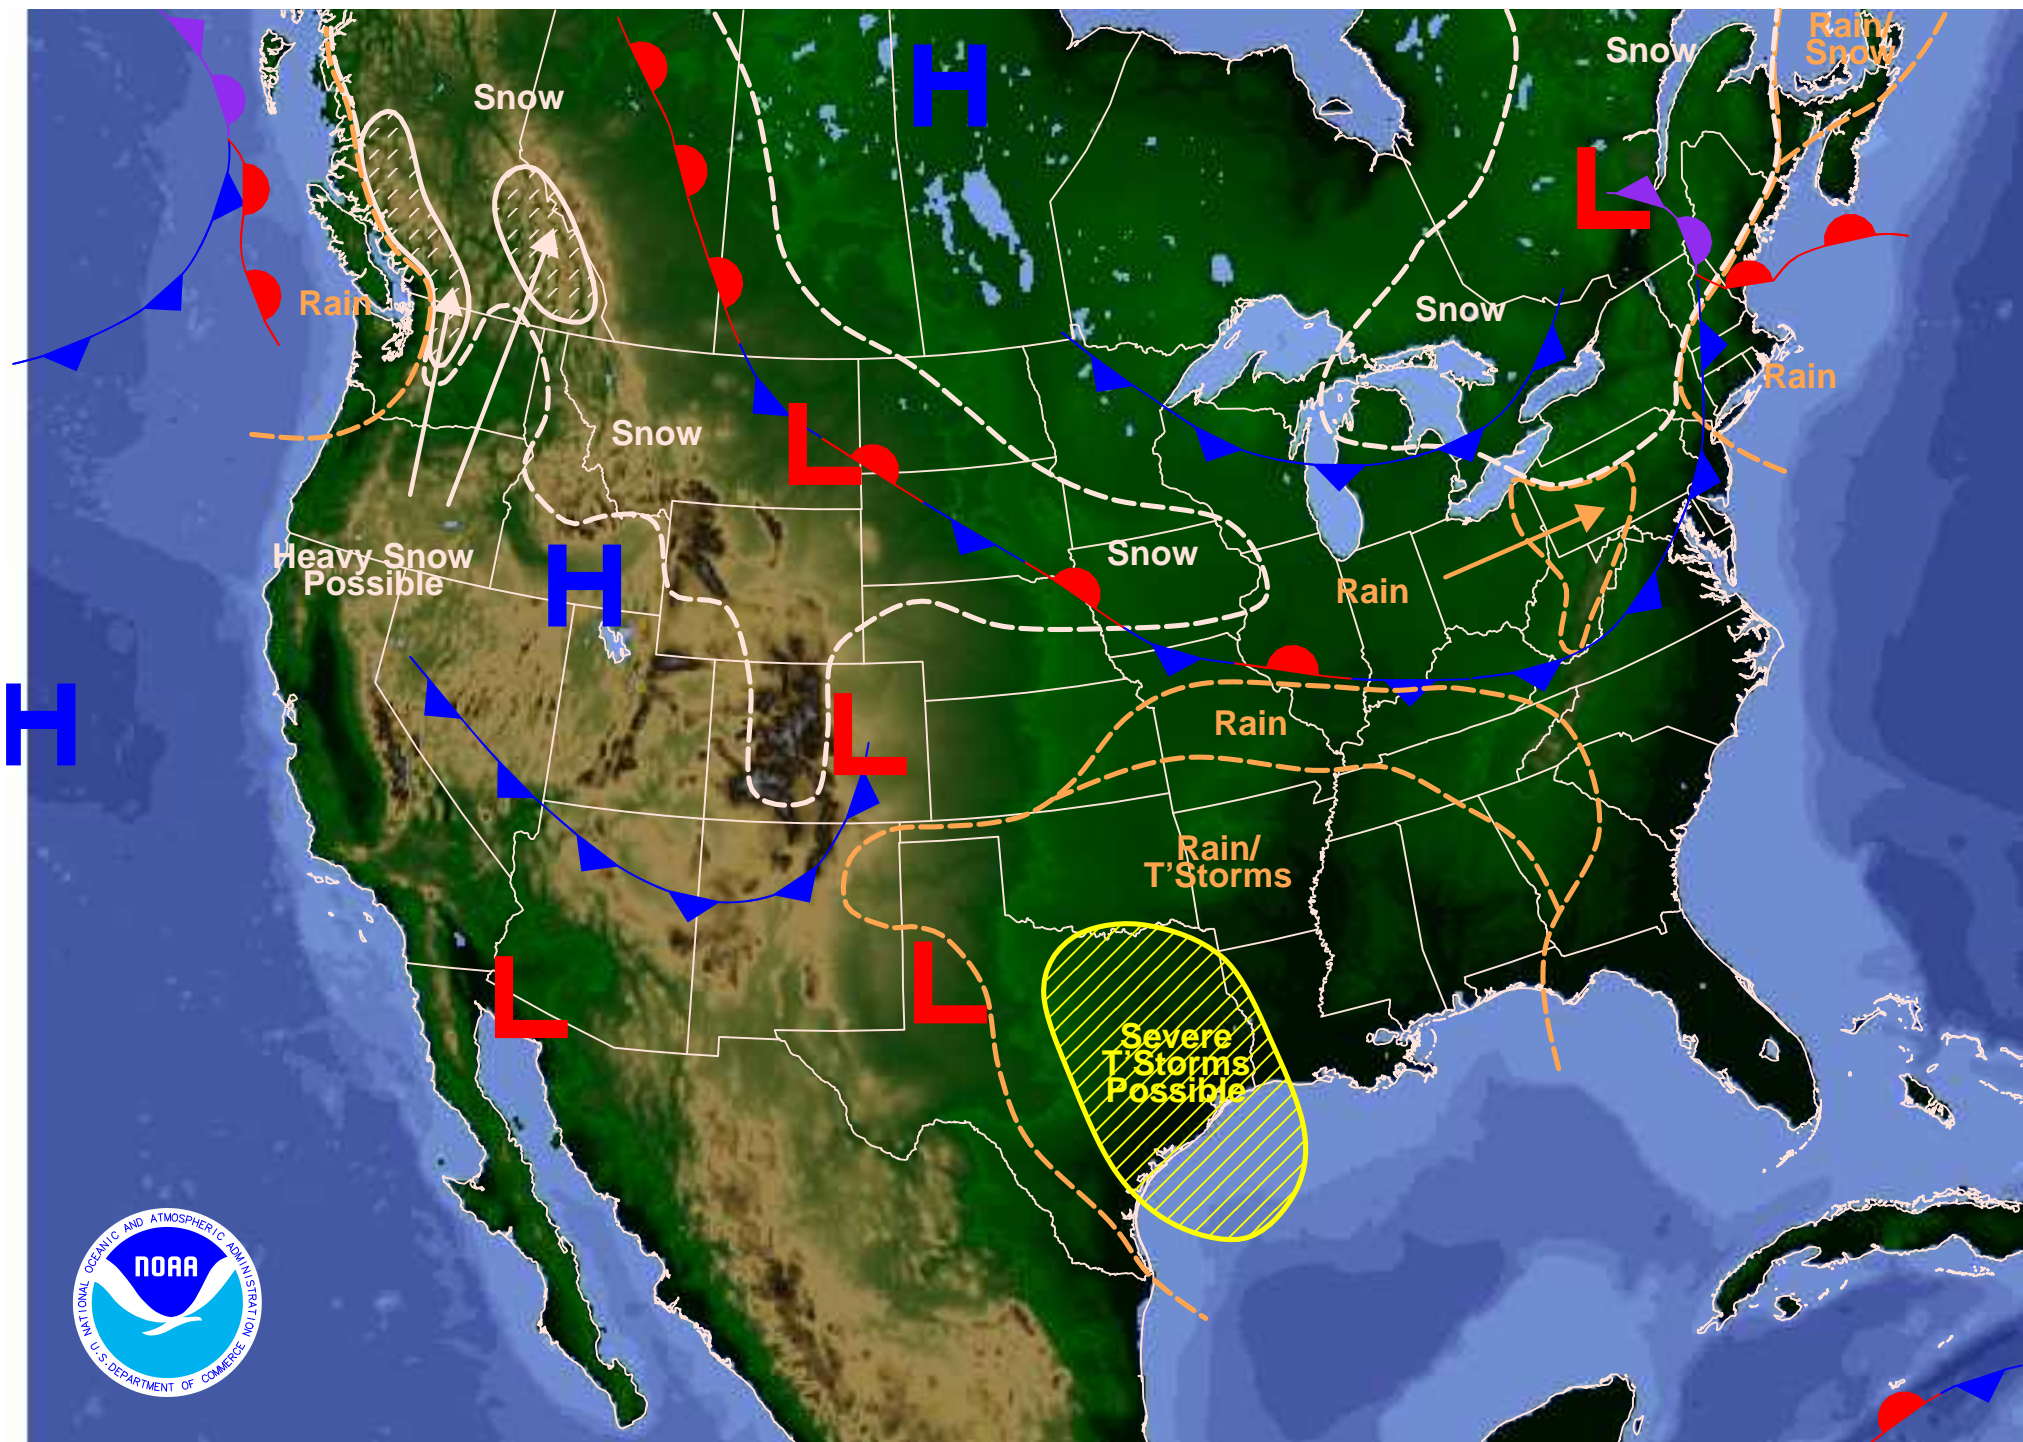 Rain/
Snow
Snow
H
Snow
L
Rain
Snow
Rain
L
Snow
Heavy Snow
Possible
H
Snow
Rain
H
L
Rain
Rain/
T'Storms
L
L
Severe
T'Storms
Possible
NATIONAL OCEANIC AND ATMOSPHERIC ADMINISTRATION
NOAA
U.S. DEPARTMENT OF COMMERCE